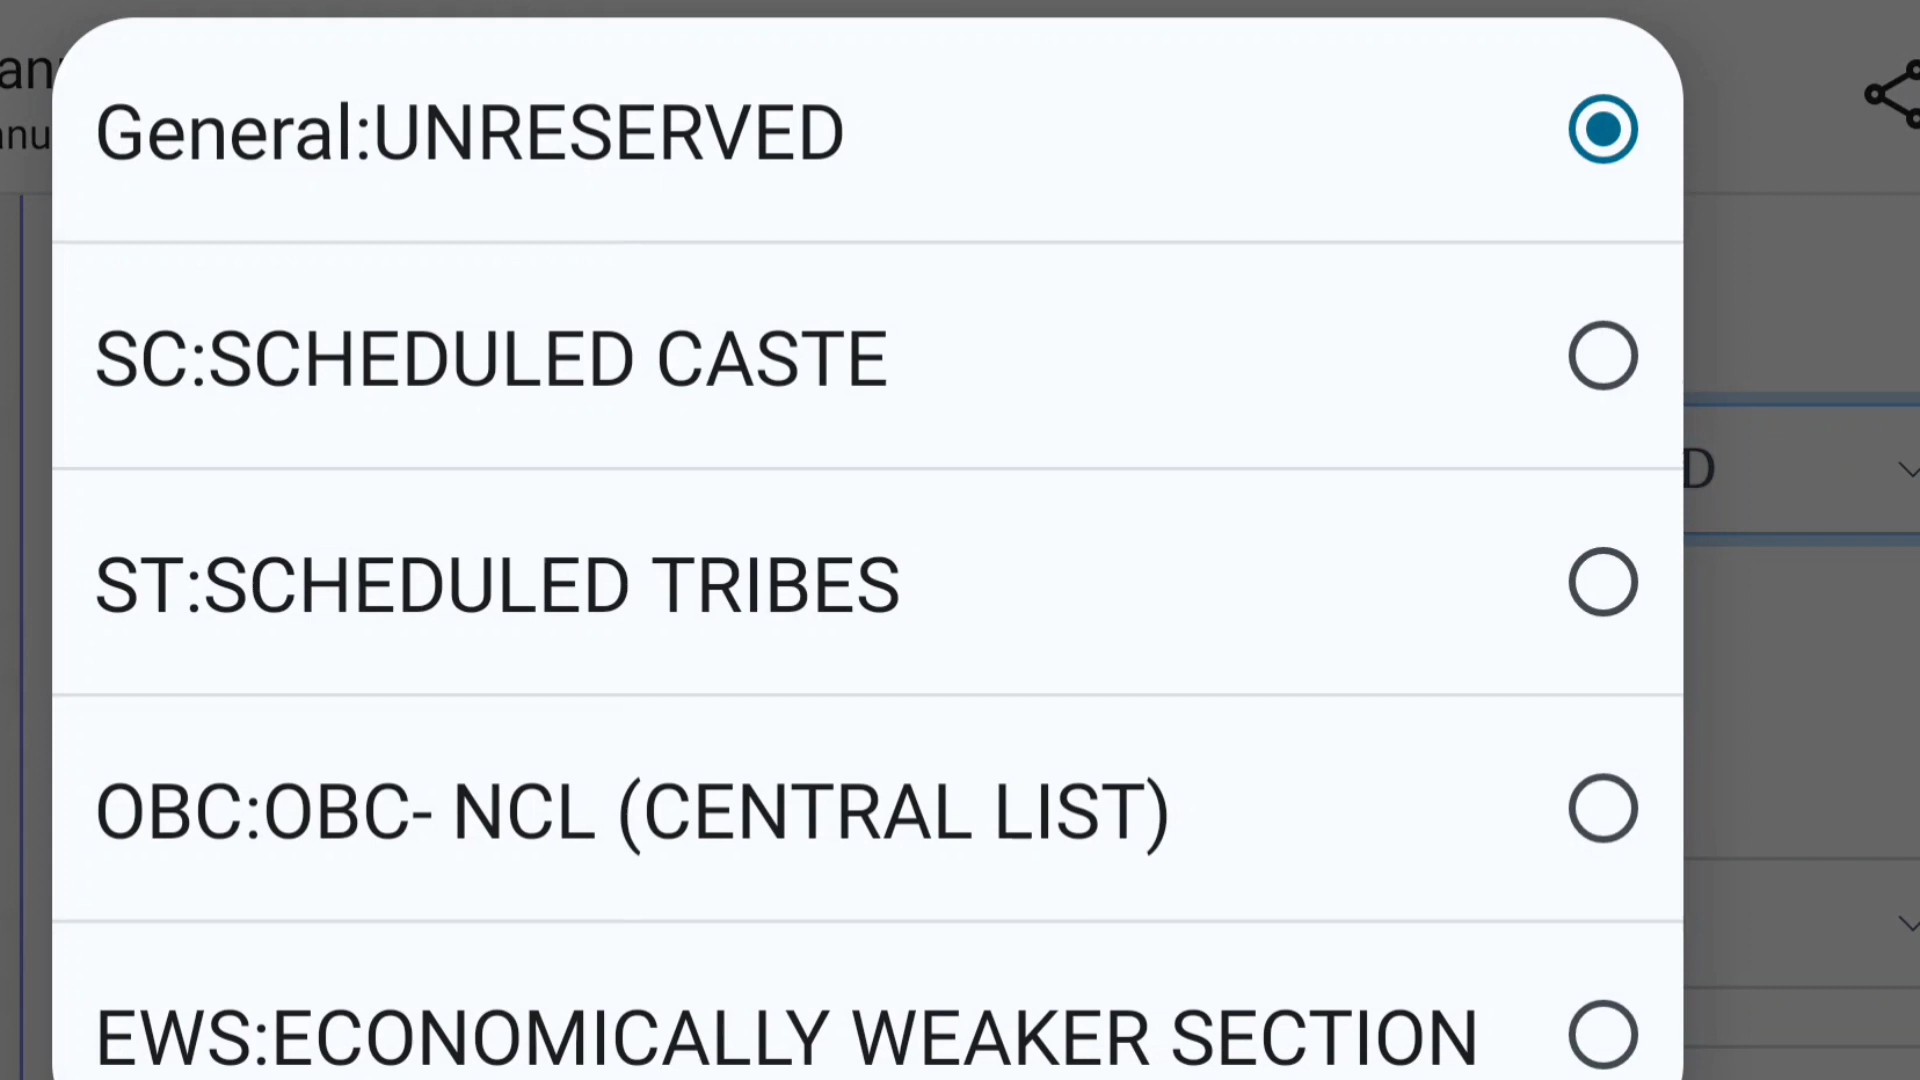 General:UNRESERVED
SC:SCHEDULED CASTE
ST:SCHEDULED TRIBES
OBC:OBC- NCL (CENTRAL LIST)
EWS:ECONOMICALLY WEAKER SECTION